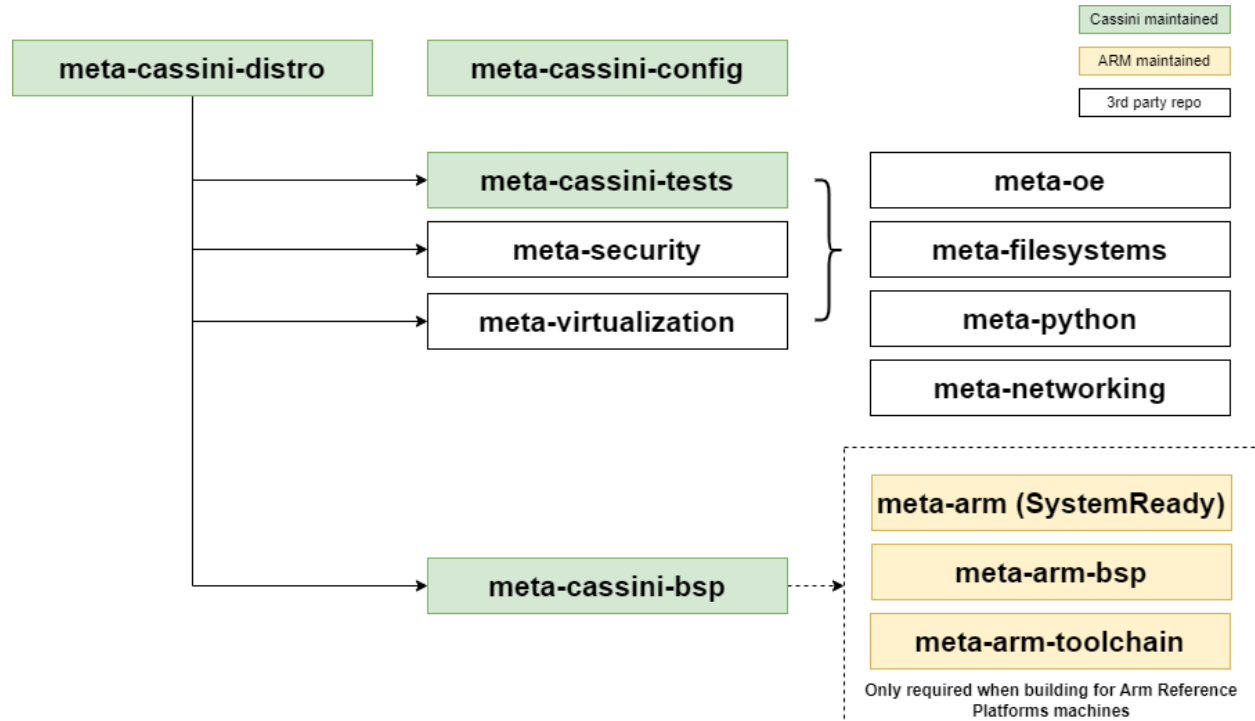 Cassini maintained
meta-cassini-distro
meta-cassini-config
ARM maintained
3rd party repo
meta-cassini-tests
meta-oe
meta-security
meta-filesystems
meta-virtualization
meta-python
meta-networking
meta-arm (SystemReady)
meta-cassini-bsp
meta-arm-bsp
meta-arm-toolchain
Only required when building for Arm Reference
Platforms machines